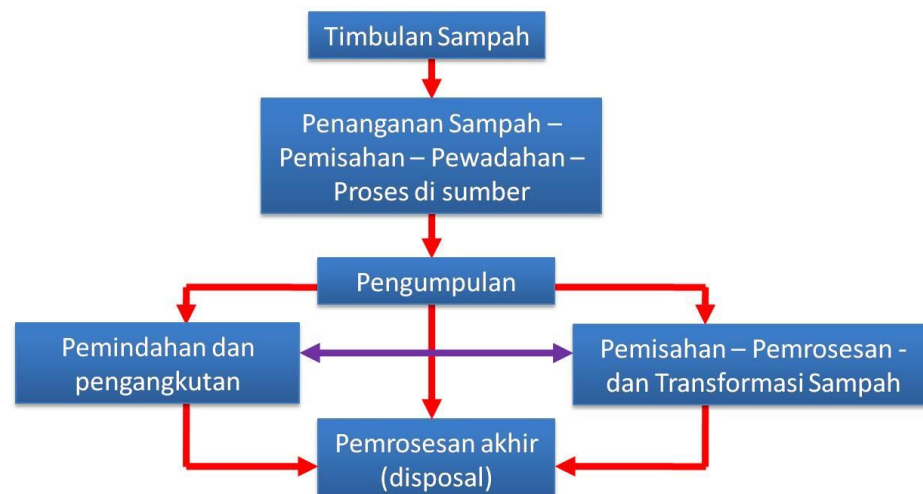 Timbulan Sampah
Penanganan Sampah –
Pemisahan – Pewadahan –
Proses di sumber
Pengumpulan
Pemindahan dan
pengangkutan
Pemisahan – Pemrosesan -
dan Transformasi Sampah
Pemrosesan akhir
(disposal)